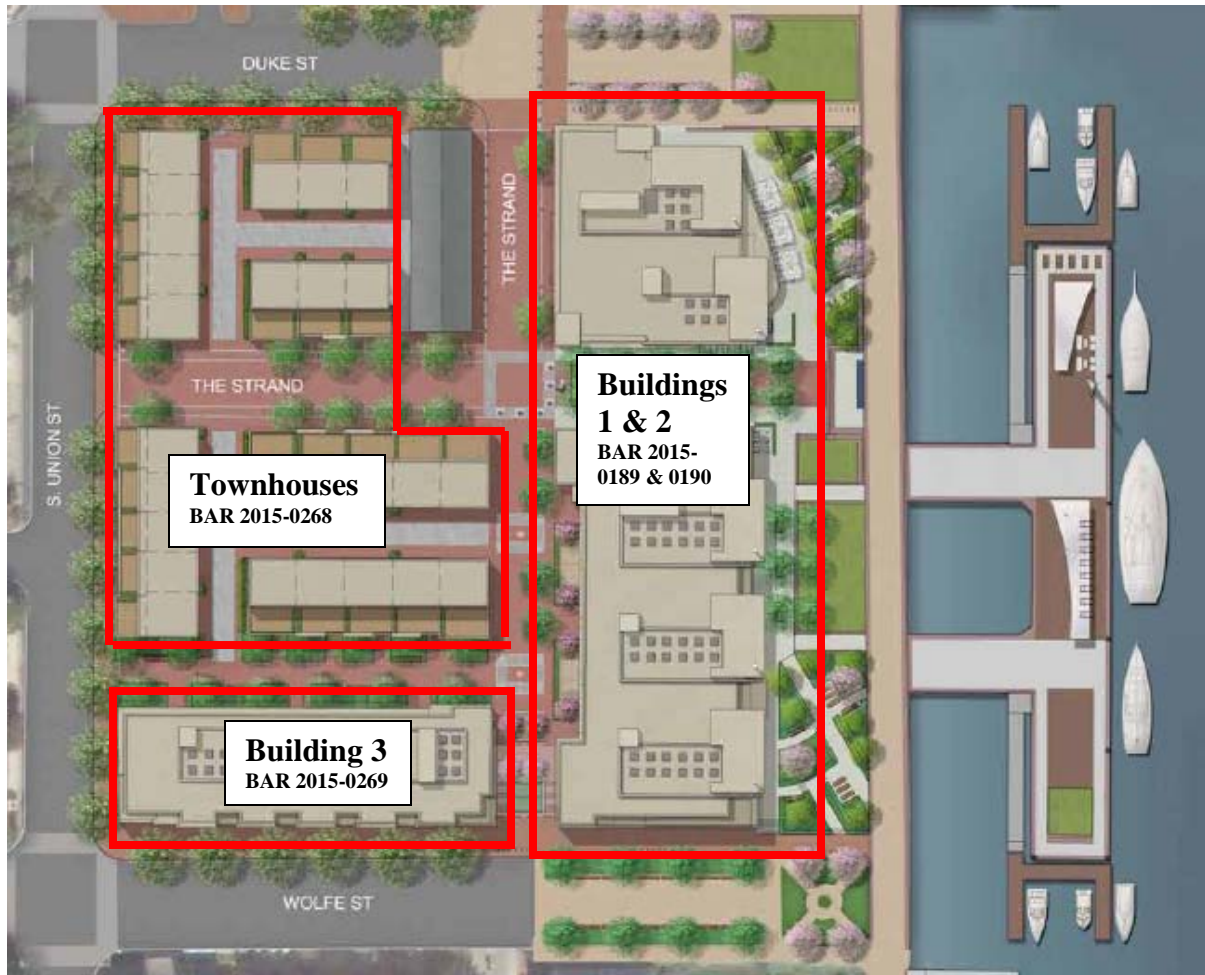 DUKE ST
THE STRAND
THE STRAND
S. UNION ST
Buildings
1 & 2
BAR 2015-
0189 & 0190
Townhouses
BAR 2015-0268
Building 3
BAR 2015-0269
WOLFE ST